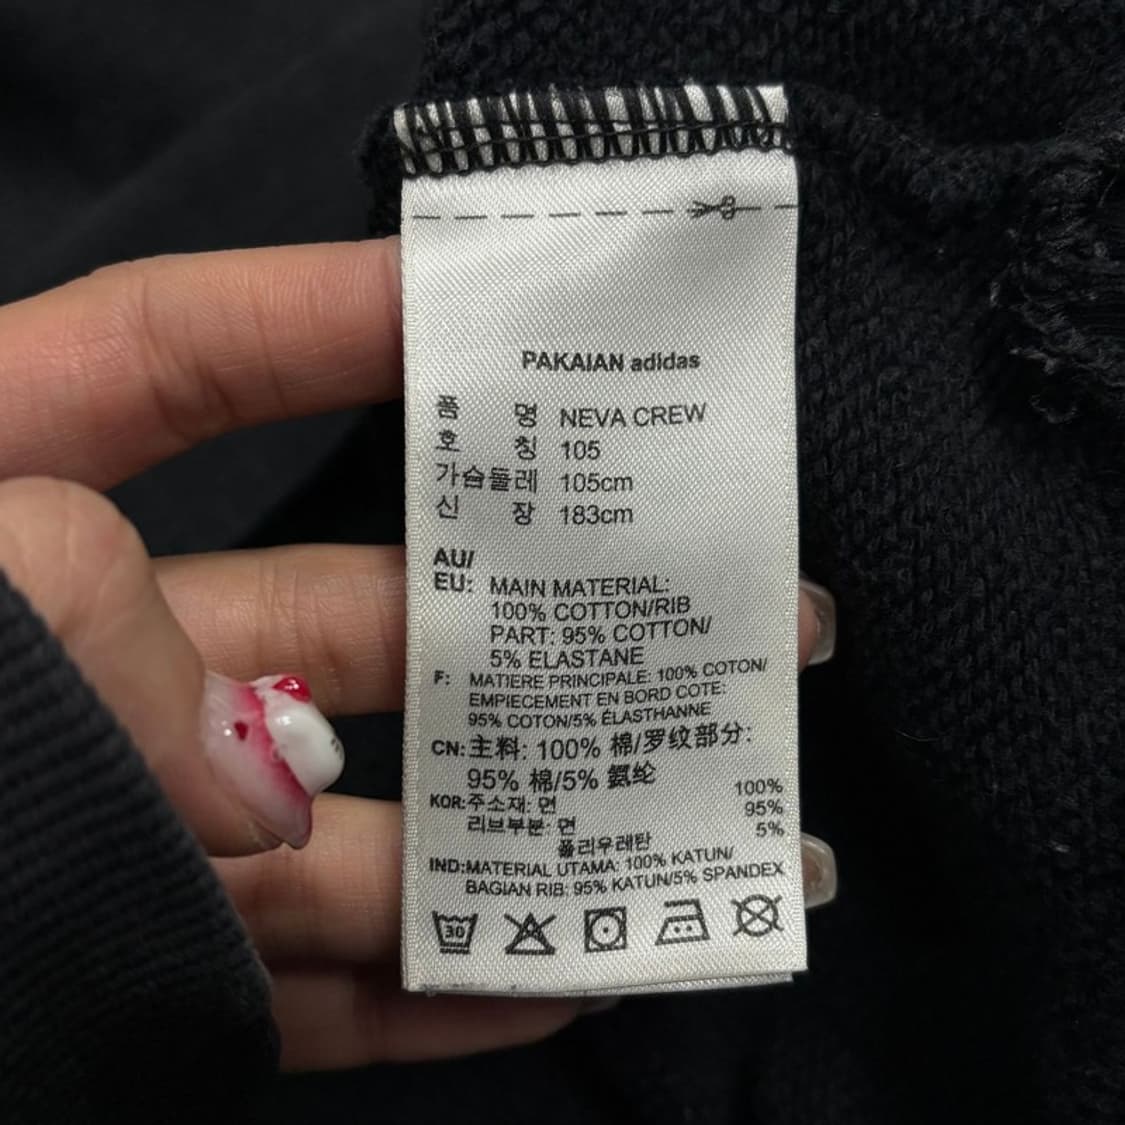 PAKAIAN adidas
품 명 NEVA CREW
호 칭 105
가슴둘레 105cm
신 장 183cm
AU/
EU: MAIN MATERIAL:
100% COTTON/RIB
PART: 95% COTTON/
5% ELASTANE
F: MATIERE PRINCIPALE: 100% COTON/
EMPIECEMENT EN BORD COTE:
95% COTON/5% ÉLASTHANNE
CN: 主料: 100% 棉/罗纹部分:
95% 棉/5% 氨纶
KOR: 주소재: 면 100%
리브부분: 면 95%
폴리우레탄 5%
IND: MATERIAL UTAMA: 100% KATUN/
BAGIAN RIB: 95% KATUN/5% SPANDEX
30